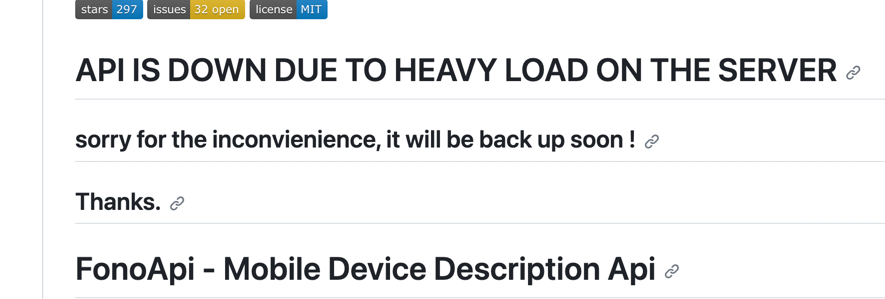 stars 297 issues 32 open license MIT
API IS DOWN DUE TO HEAVY LOAD ON THE SERVER
sorry for the inconvienience, it will be back up soon !
Thanks.
FonoApi - Mobile Device Description Api